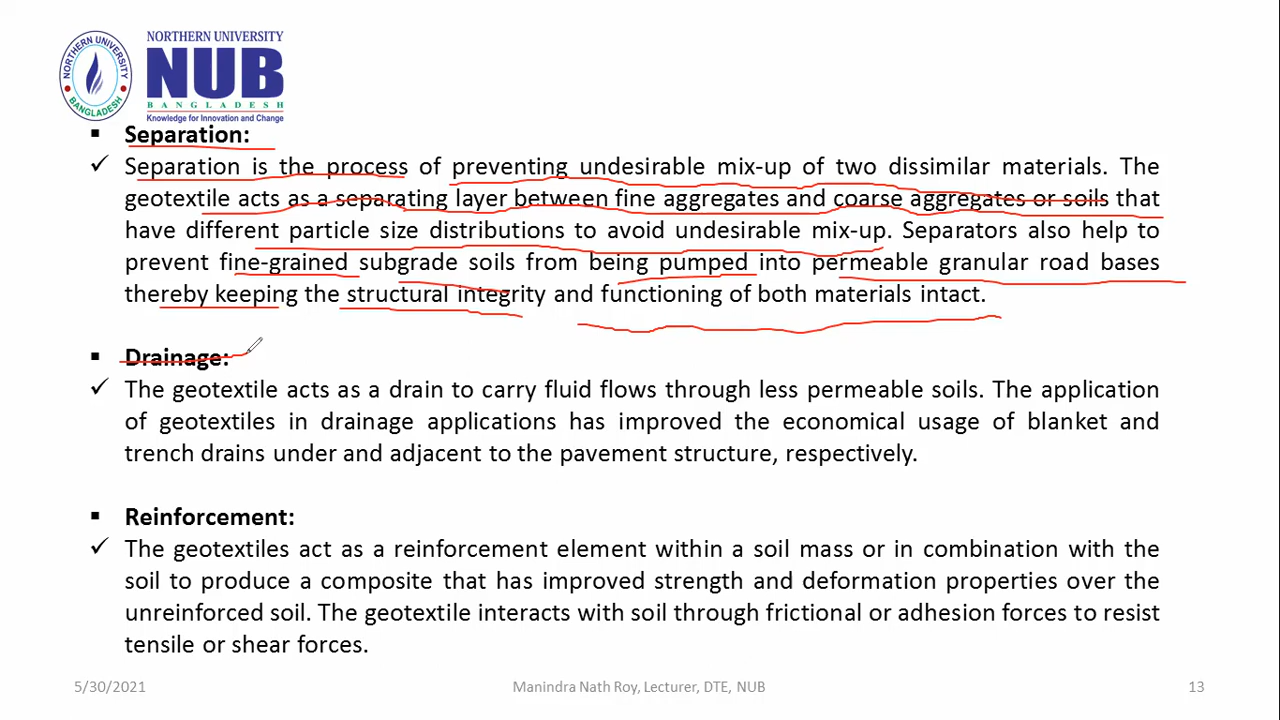 NORTHERN UNIVERSITY
NORTHERN UNIVERSITY
NUB
BANGLADESH
BANGLADESH
Knowledge for Innovation and Change
▪ Separation:
✓ Separation is the process of preventing undesirable mix-up of two dissimilar materials. The
geotextile acts as a separating layer between fine aggregates and coarse aggregates or soils that
have different particle size distributions to avoid undesirable mix-up. Separators also help to
prevent fine-grained subgrade soils from being pumped into permeable granular road bases
thereby keeping the structural integrity and functioning of both materials intact.
▪ Drainage:
✓ The geotextile acts as a drain to carry fluid flows through less permeable soils. The application
of geotextiles in drainage applications has improved the economical usage of blanket and
trench drains under and adjacent to the pavement structure, respectively.
▪ Reinforcement:
✓ The geotextiles act as a reinforcement element within a soil mass or in combination with the
soil to produce a composite that has improved strength and deformation properties over the
unreinforced soil. The geotextile interacts with soil through frictional or adhesion forces to resist
tensile or shear forces.
5/30/2021
Manindra Nath Roy, Lecturer, DTE, NUB
13